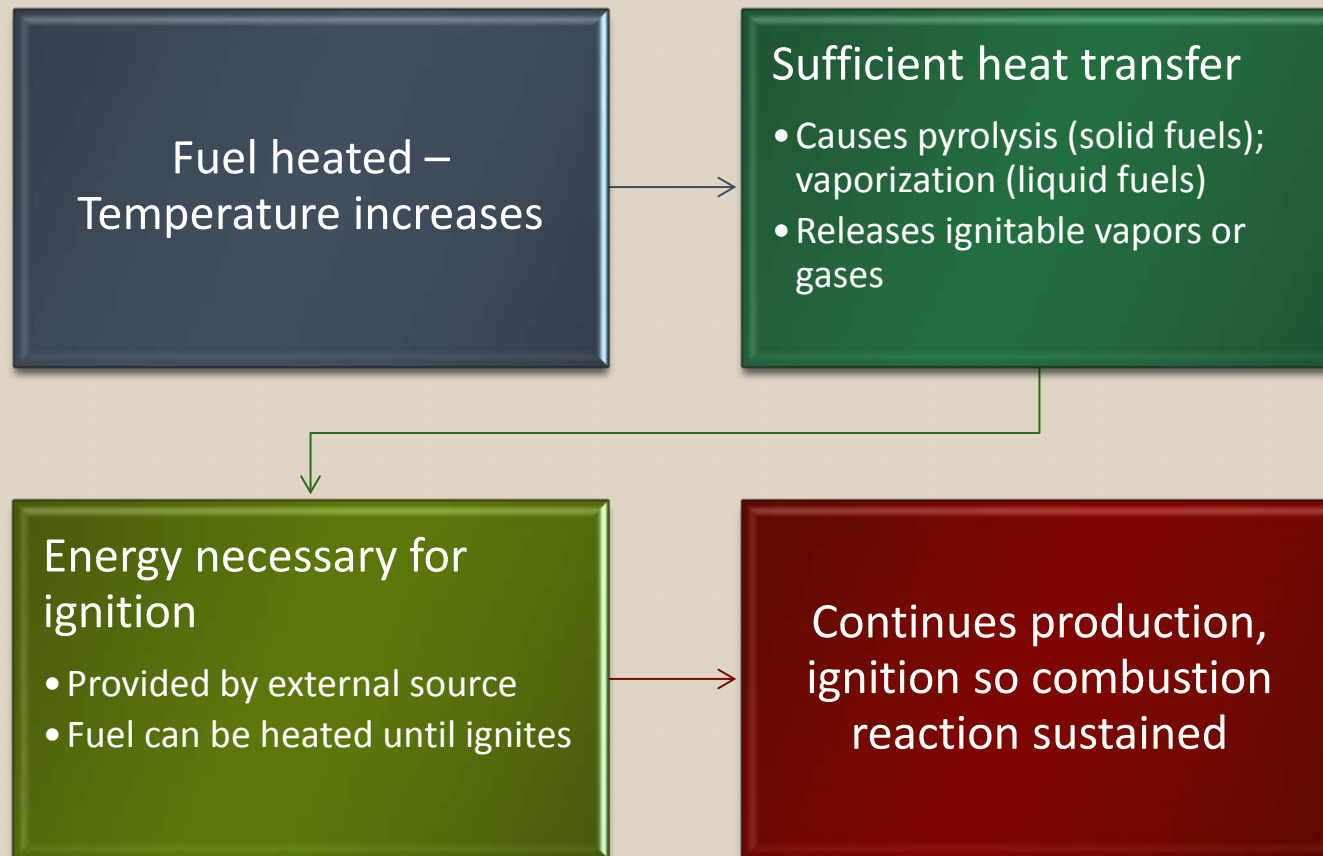 Fuel heated –
Temperature increases
Sufficient heat transfer
•Causes pyrolysis (solid fuels);
vaporization (liquid fuels)
•Releases ignitable vapors or
gases
Energy necessary for
ignition
•Provided by external source
•Fuel can be heated until ignites
Continues production,
ignition so combustion
reaction sustained